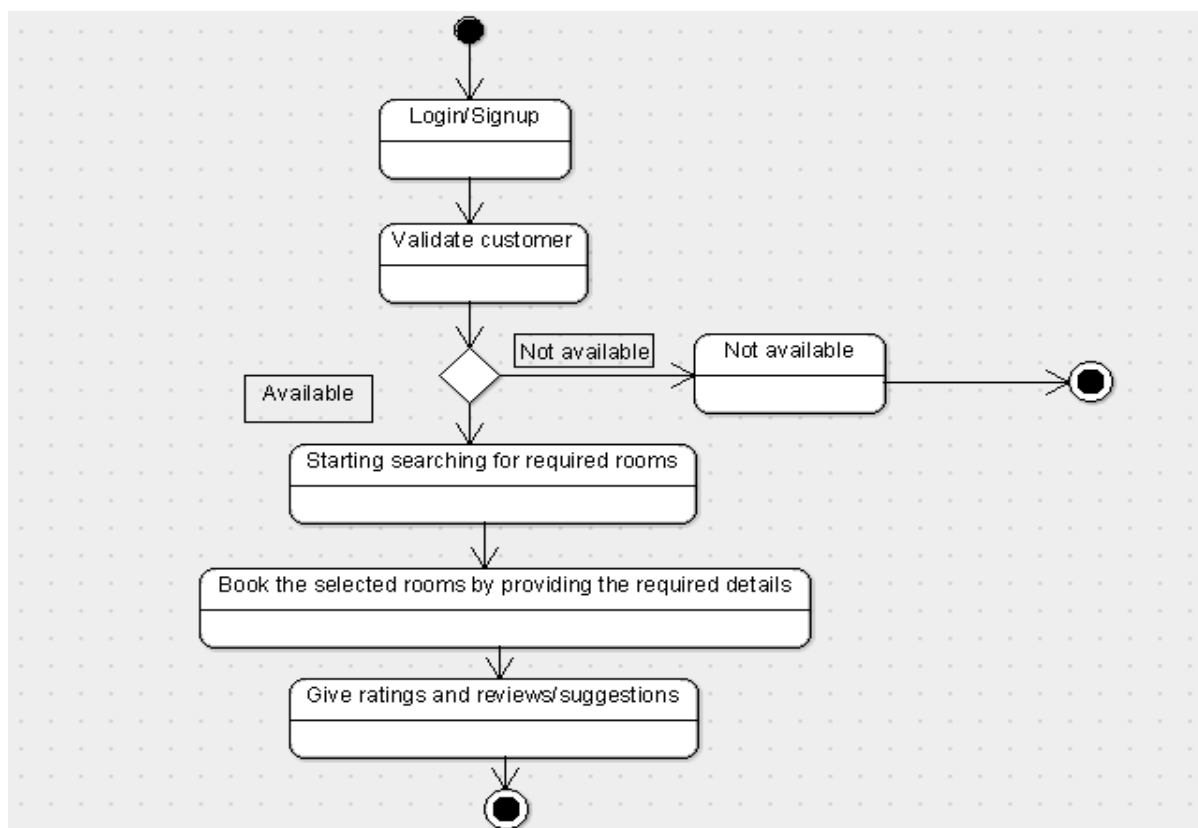 Login/Signup
Validate customer
Not available
Not available
Available
Starting searching for required rooms
Book the selected rooms by providing the required details
Give ratings and reviews/suggestions